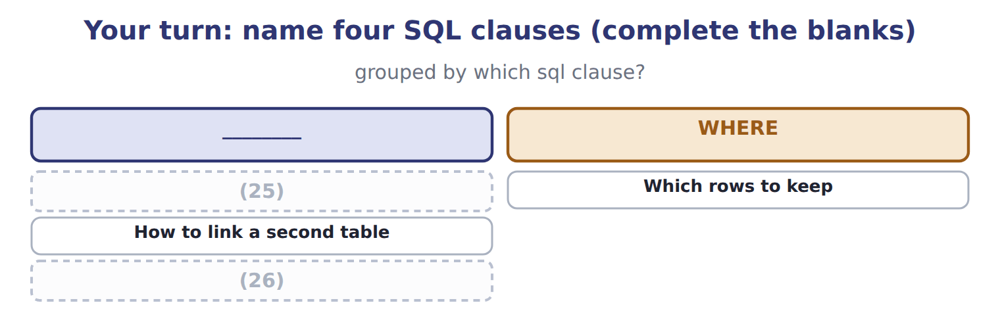 Your turn: name four SQL clauses (complete the blanks)
grouped by which sql clause?
________
WHERE
(25)
Which rows to keep
How to link a second table
(26)